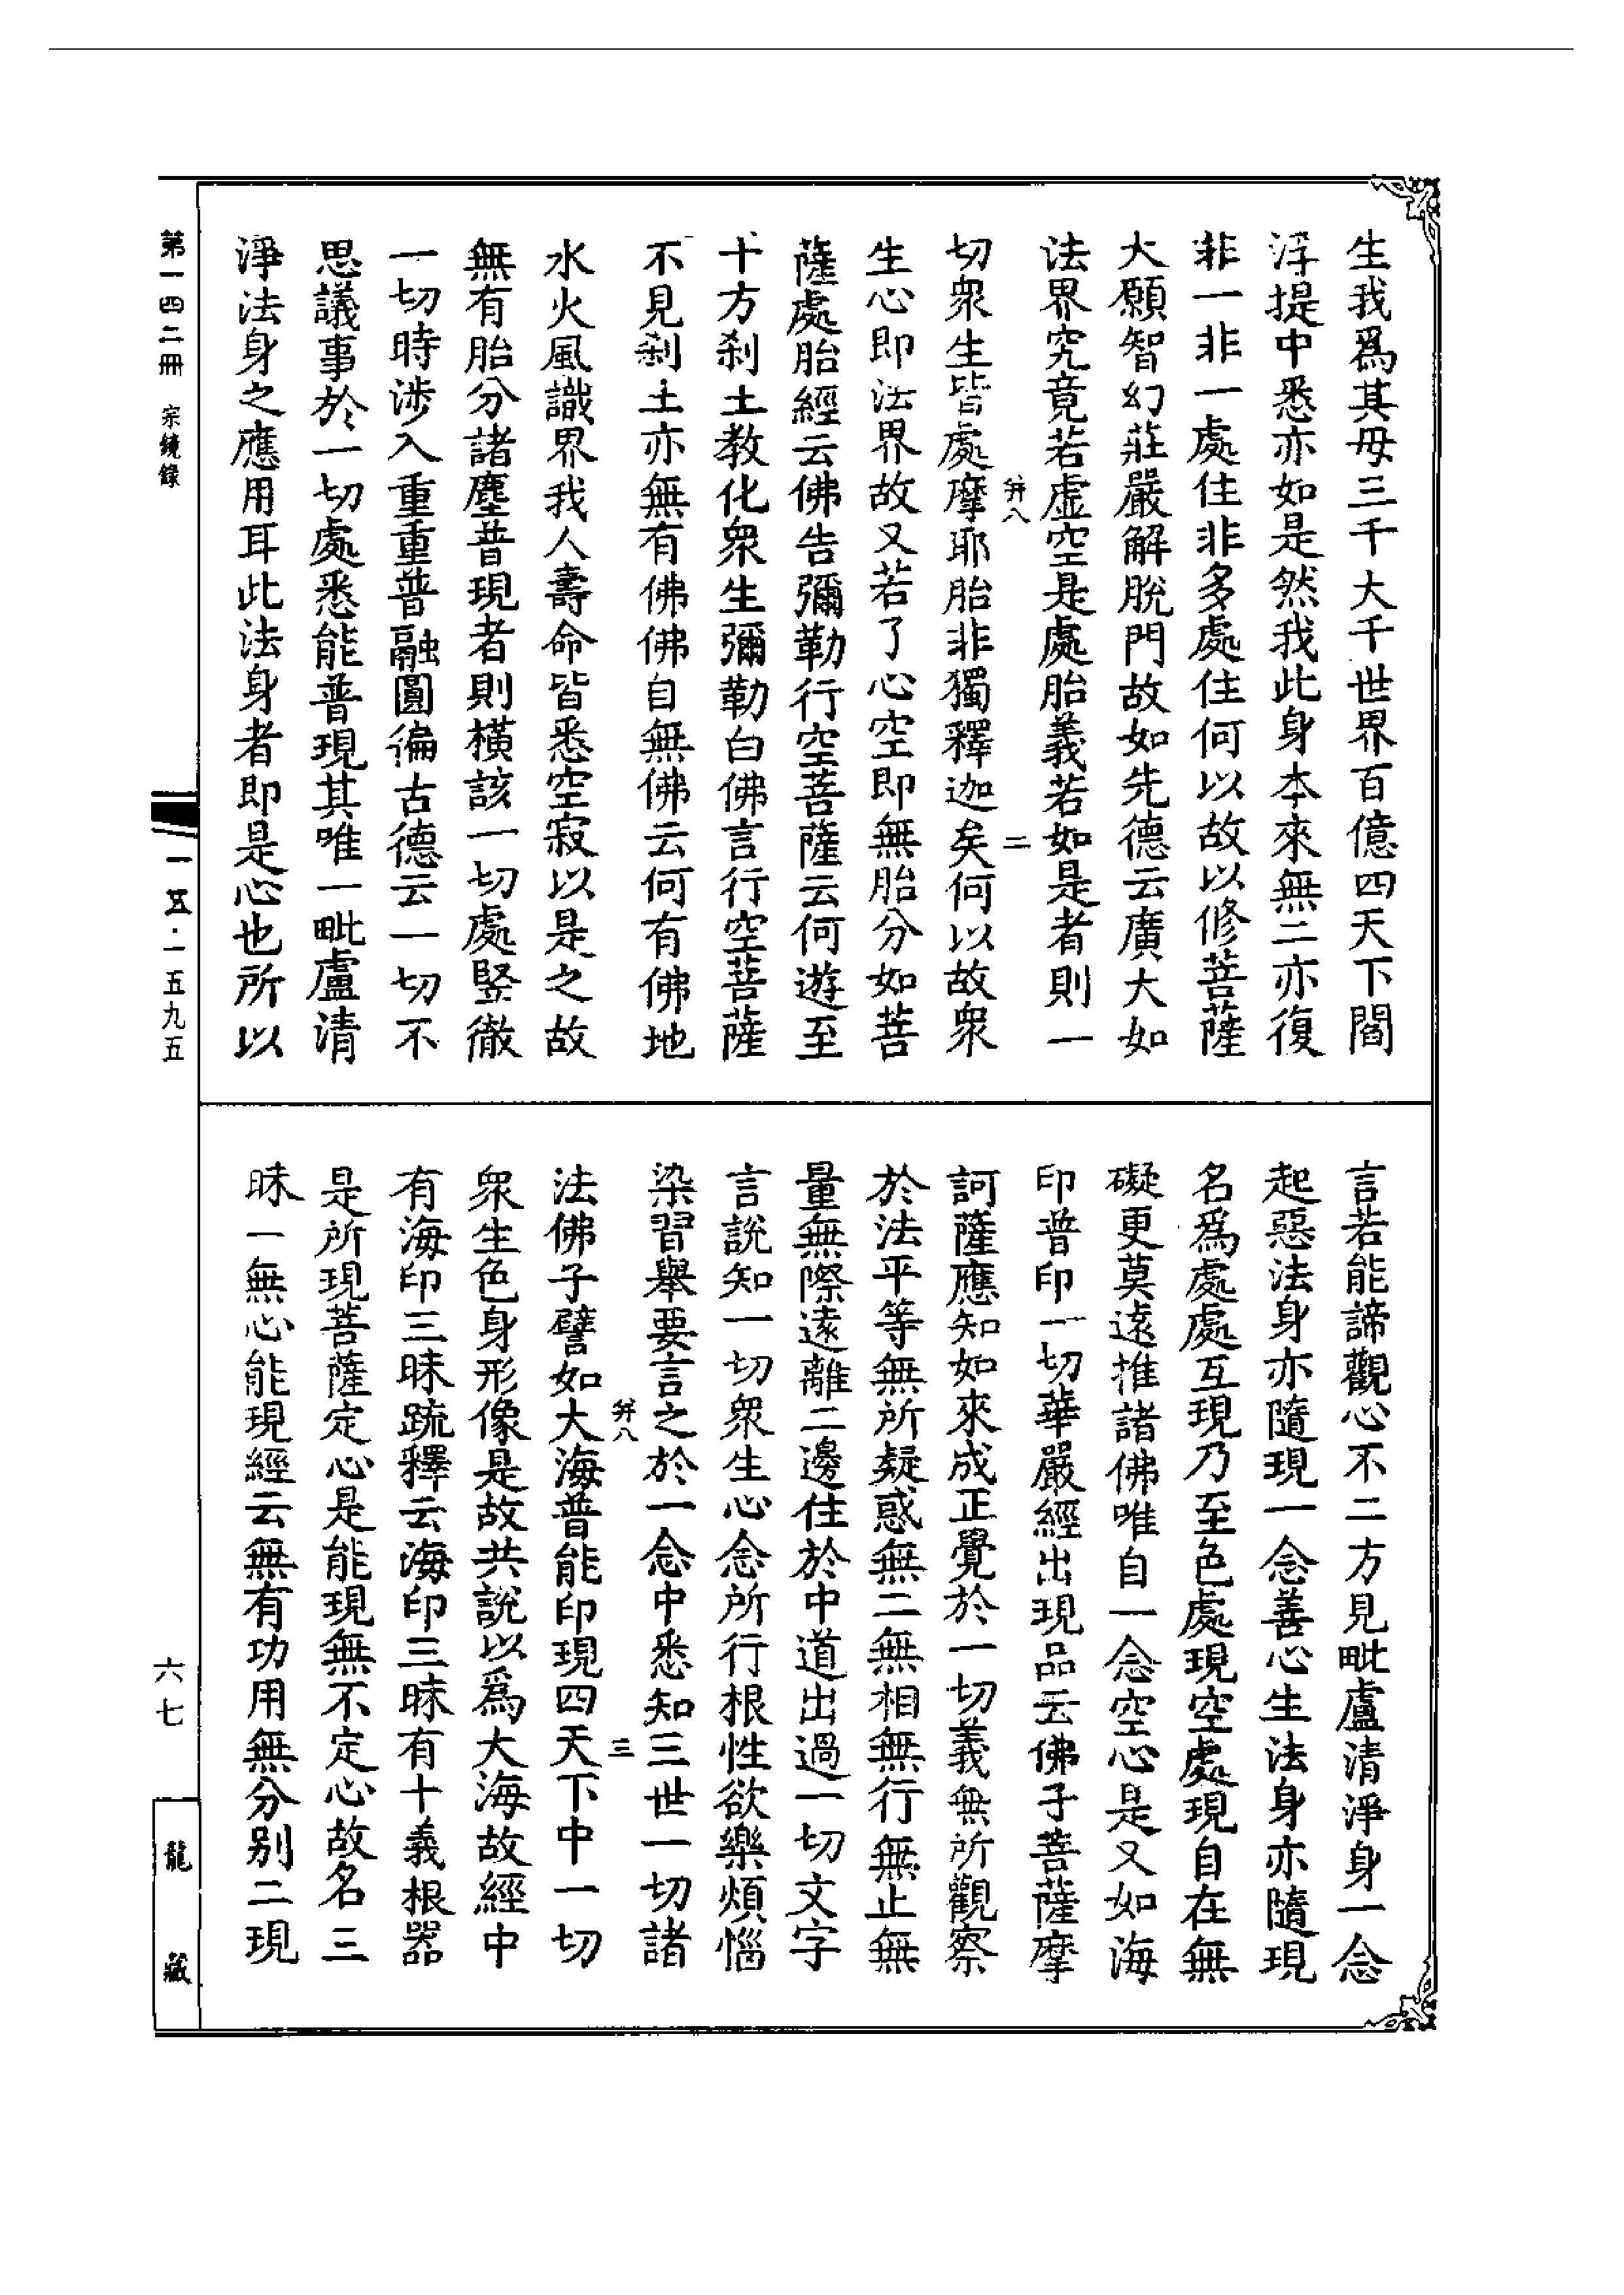 生我爲其母三千大千世界百億四天下閻
浮提中悉亦如是然我此身本來無二亦復
非一非一處住非多處住何以故以修菩薩
大願智幻莊嚴解脫門故如先德云廣大如
法界究竟若虛空是處胎義若如是者則一
弁八 二
切衆生皆處摩耶胎非獨釋迦矣何以故衆
生心即法界故又若了心空即無胎分如菩
薩處胎經云佛告彌勒行空菩薩云何遊至
十方刹土教化衆生彌勒白佛言行空菩薩
不見刹土亦無有佛佛自無佛云何有佛地
水火風識界我人壽命皆悉空寂以是之故
無有胎分諸塵普現者則橫該一切處竪徹
一切時涉入重重普融圓徧古德云一切不
思議事於一切處悉能普現其唯一毗盧清
淨法身之應用耳此法身者即是心也所以
言若能諦觀心不二方見毗盧清淨身一念
起惡法身亦隨現一念善心生法身亦隨現
名爲處處互現乃至色處現空處現自在無
礙更莫遠推諸佛唯自一念空心是又如海
印普印一切華嚴經出現品云佛子菩薩摩
訶薩應知如來成正覺於一切義無所觀察
於法平等無所疑惑無二無相無行無止無
量無際遠離二邊住於中道出過一切文字
言說知一切衆生心念所行根性欲樂煩惱
染習舉要言之於一念中悉知三世一切諸
弁八 三
法佛子譬如大海普能印現四天下中一切
衆生色身形像是故共說以爲大海故經中
有海印三昧疏釋云海印三昧有十義根器
是所現菩薩定心是能現無不定心故名三
昧一無心能現經云無有功用無分別二現
第一四二冊 宗鏡錄
一五·一五九五
六七
龍藏